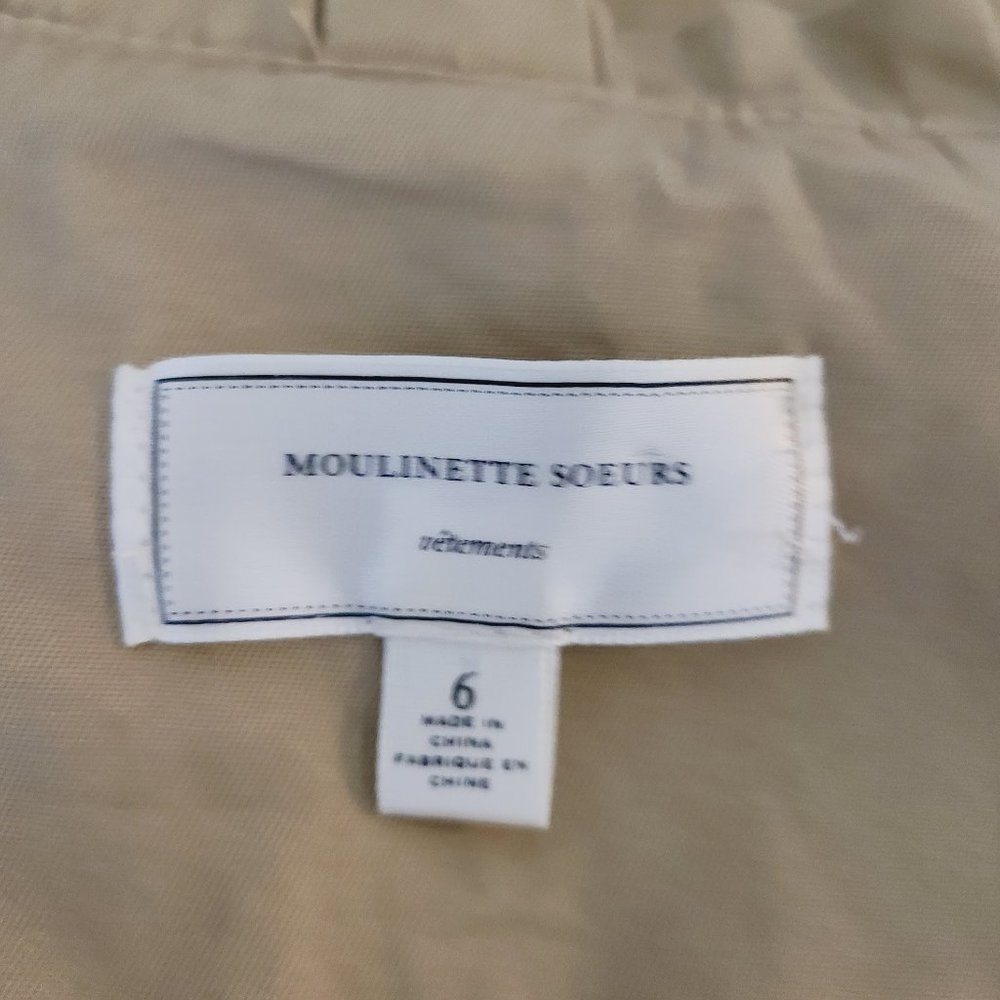 MOULINETTE SOEURS
vêtements
6
MADE IN
CHINA
FABRIQUE EN
CHINE